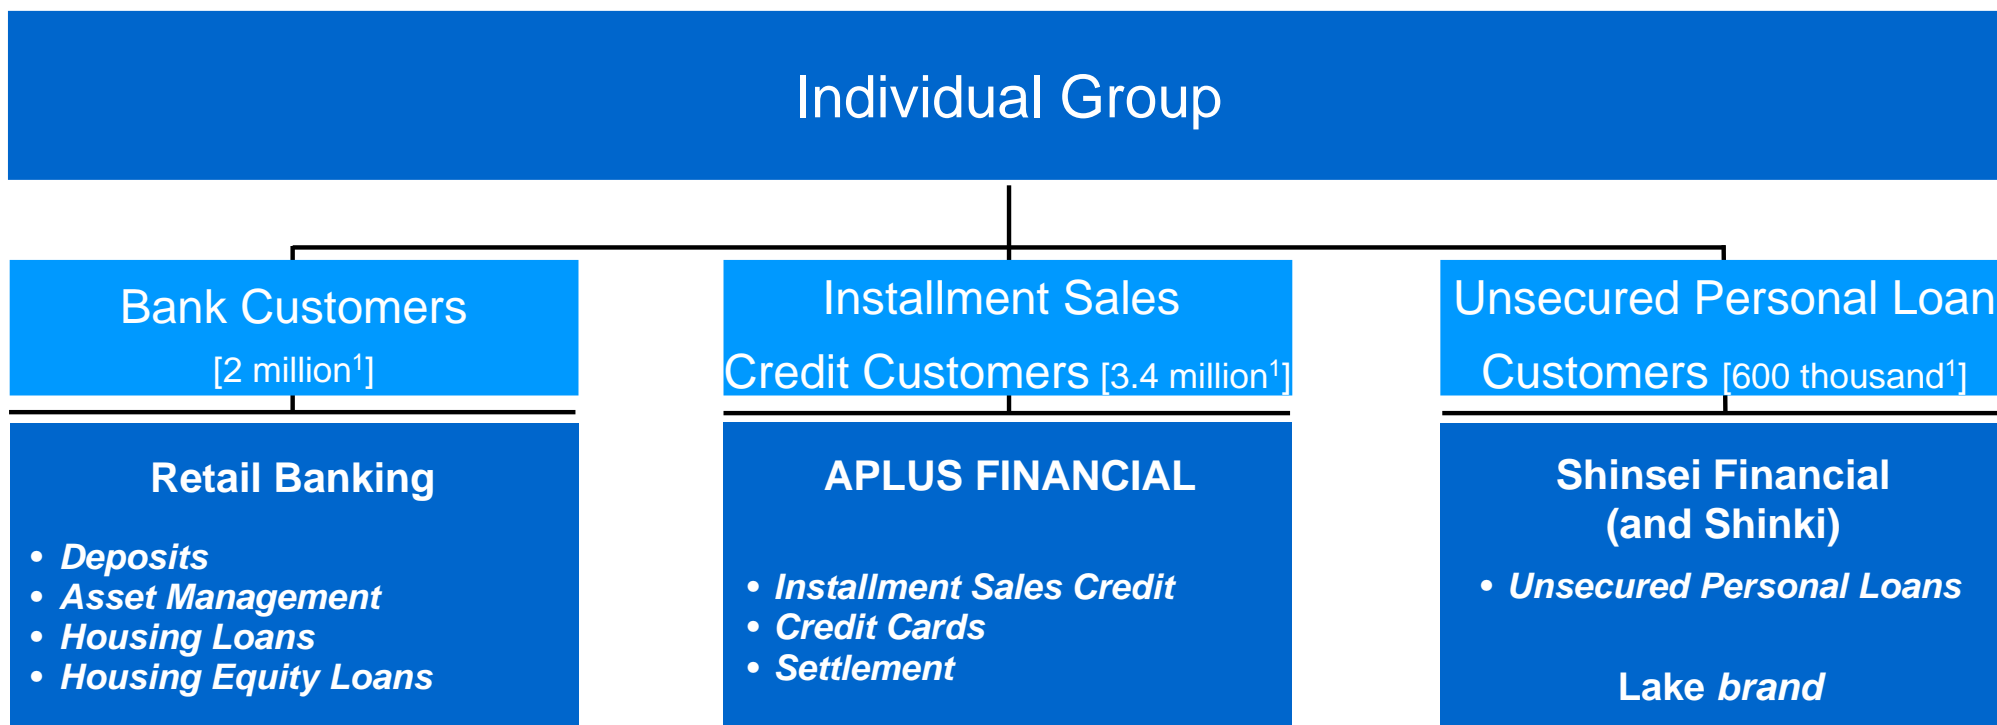 Individual Group
Bank Customers
[2 million¹]
Installment Sales
Credit Customers [3.4 million¹]
Unsecured Personal Loan
Customers [600 thousand¹]
Retail Banking
• Deposits
• Asset Management
• Housing Loans
• Housing Equity Loans
APLUS FINANCIAL
• Installment Sales Credit
• Credit Cards
• Settlement
Shinsei Financial
(and Shinki)
• Unsecured Personal Loans
Lake brand